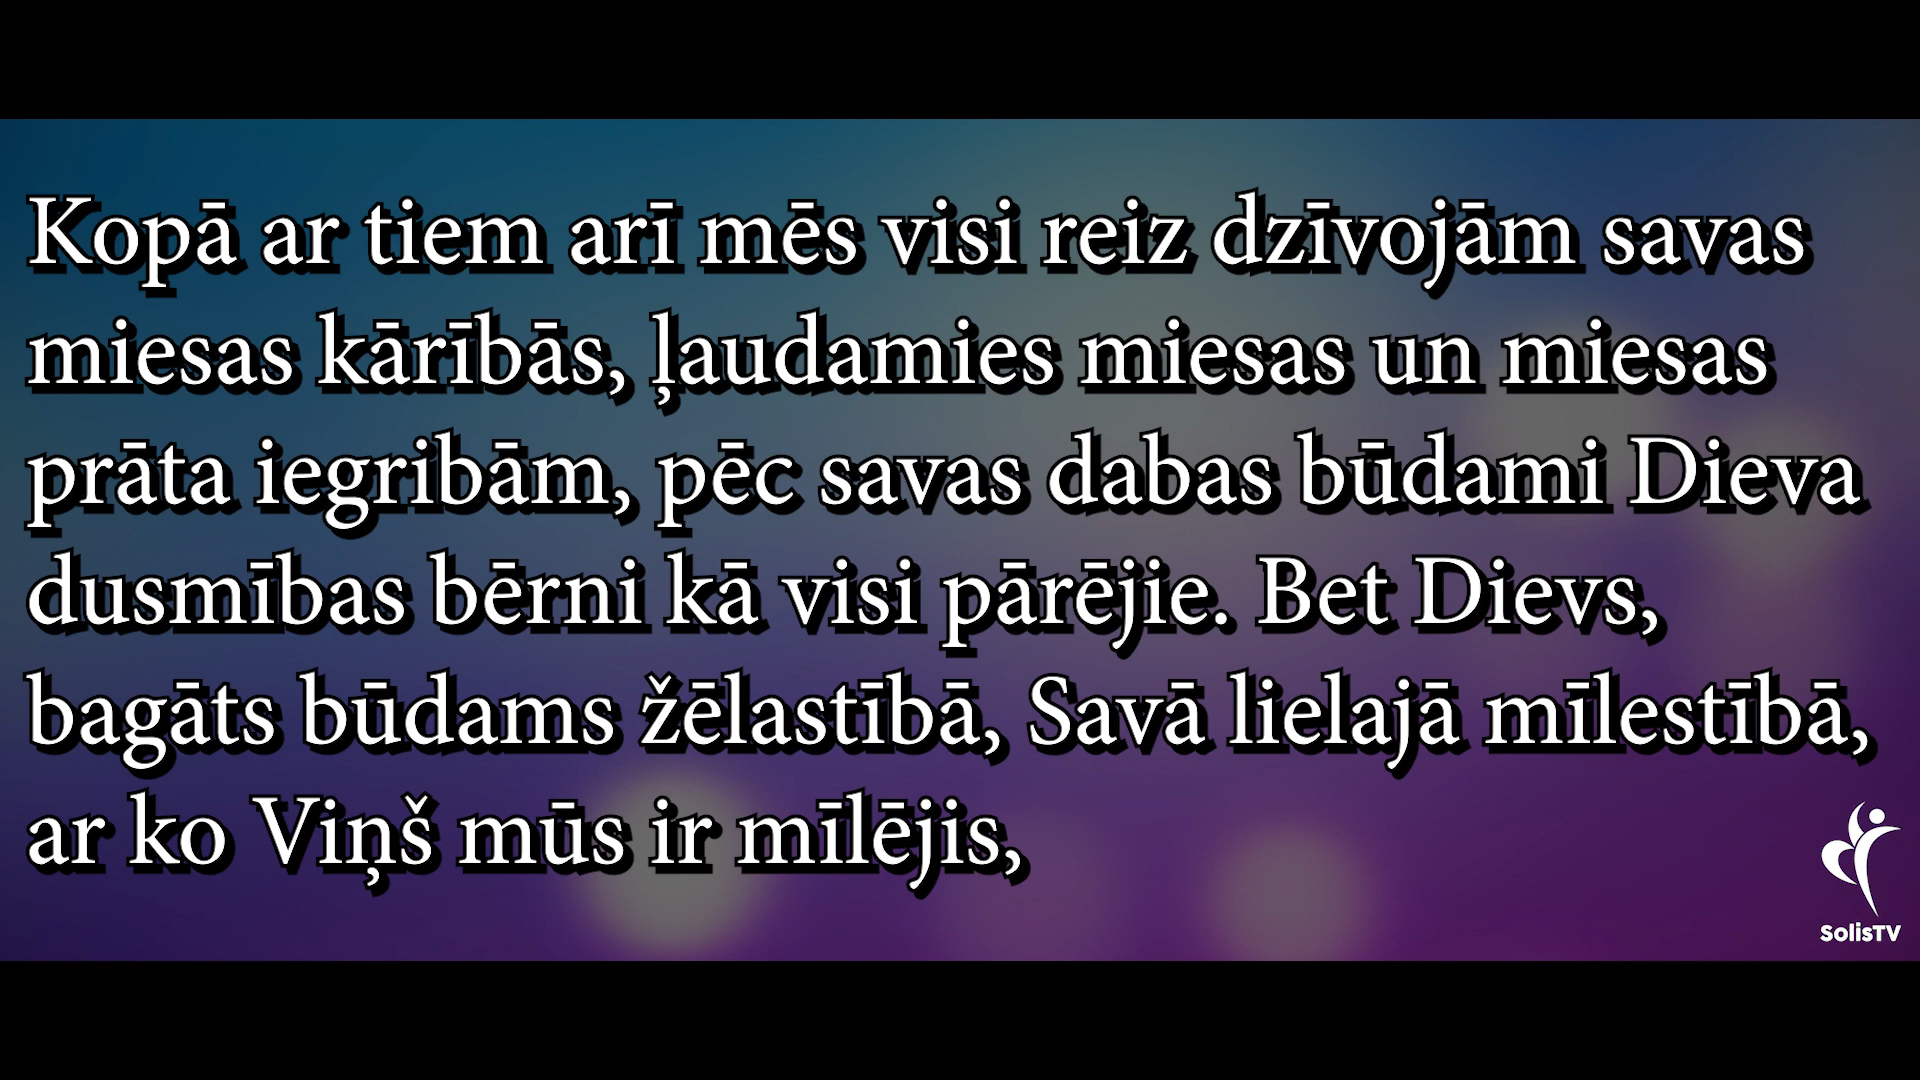 Kopā ar tiem arī mēs visi reiz dzīvojām savas
miesas kārībās, ļaudamies miesas un miesas
prāta iegribām, pēc savas dabas būdami Dieva
dusmības bērni kā visi pārējie. Bet Dievs,
bagāts būdams žēlastībā, Savā lielajā mīlestībā,
ar ko Viņš mūs ir mīlējis,
SolisTV